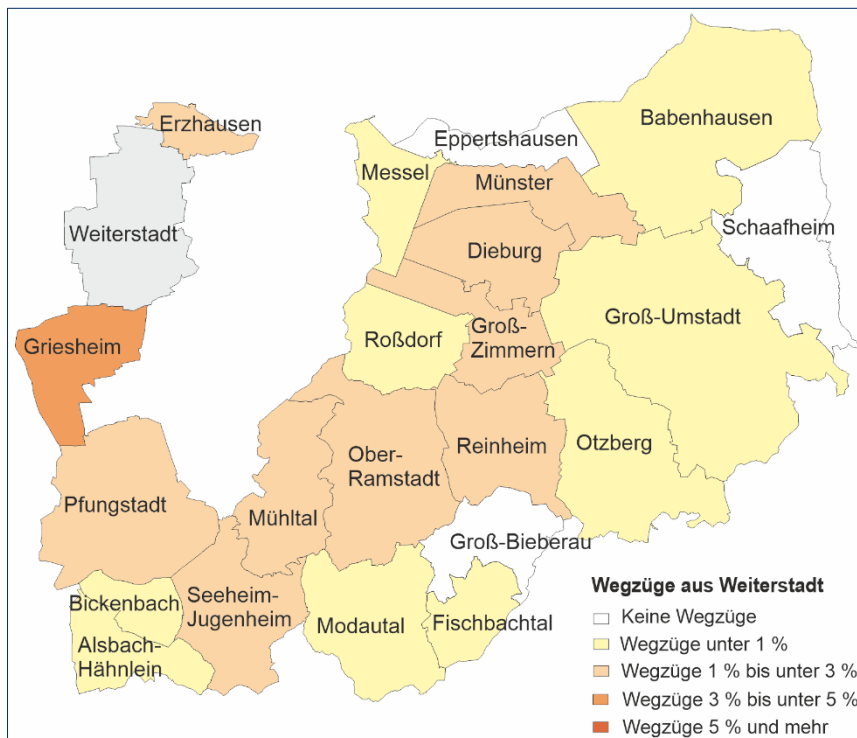 Erzhausen
Babenhausen
Eppertshausen
Messel
Münster
Schaafheim
Weiterstadt
Dieburg
Groß-Umstadt
Griesheim
Roßdorf
Groß-
Zimmern
Ober-
Ramstadt
Reinheim
Otzberg
Pfungstadt
Mühltal
Groß-Bieberau
Seeheim-
Jugenheim
Bickenbach
Modautal
Fischbachtal
Alsbach-
Hähnlein
Wegzüge aus Weiterstadt
Keine Wegzüge
Wegzüge unter 1 %
Wegzüge 1 % bis unter 3 %
Wegzüge 3 % bis unter 5 %
Wegzüge 5 % und mehr